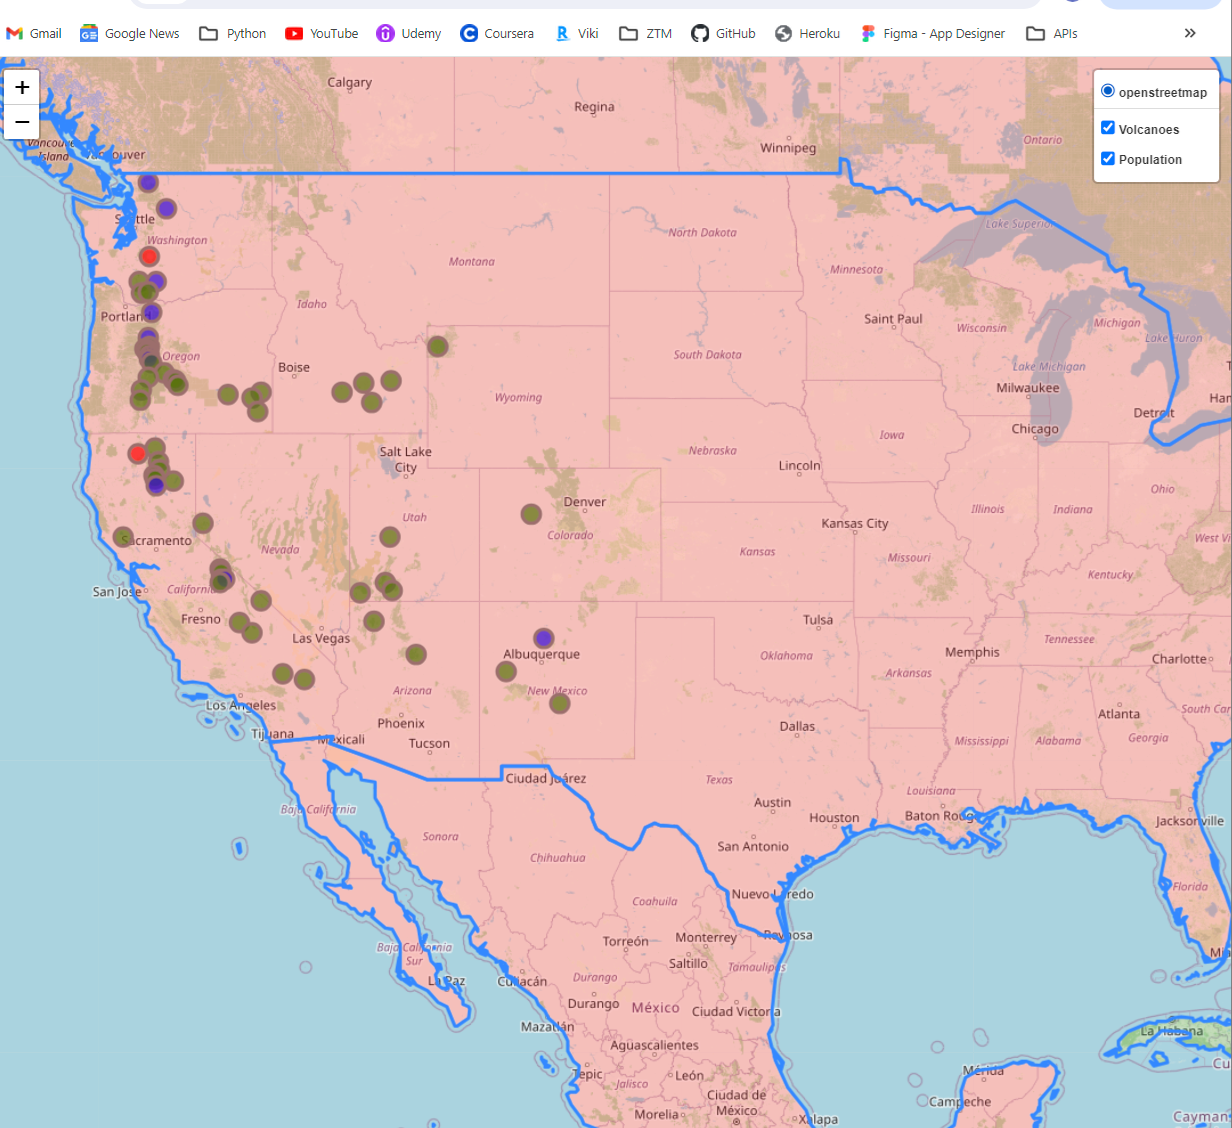 Gmail Google News Python YouTube Udemy Coursera Viki ZTM GitHub Heroku Figma - App Designer APIs »
+
−
openstreetmap
Volcanoes
Population
Calgary
Regina
Winnipeg
Ontario
Vancouver
Island
Vancouver
Seattle
Washington
North Dakota
Lake Superior
Montana
Minnesota
Idaho
Portland
Saint Paul
Wisconsin
Michigan
Lake Huron
Oregon
Boise
South Dakota
Lake Michigan
Milwaukee
Wyoming
Detroit
Ham
Chicago
Iowa
Salt Lake
City
Nebraska
Lincoln
Ohio
Denver
Utah
Illinois
Indiana
Kansas City
Colorado
West Vi
Sacramento
Nevada
Kansas
Missouri
Kentucky
San Jose
California
Fresno
Las Vegas
Tulsa
Tennessee
Albuquerque
Oklahoma
Memphis
Charlotte
Arkansas
Arizona
New Mexico
Los Angeles
South Car
Phoenix
Atlanta
Dallas
Tijuana
Mexicali
Tucson
Mississippi
Alabama
Georgia
Ciudad Juárez
Texas
Louisiana
Austin
Baja California
Houston
Baton Roug
Jacksonville
Sonora
San Antonio
Chihuahua
Florida
Nuevo Laredo
Coahuila
Reynosa
Torreón
Monterrey
Baja California
Sur
Mi
Saltillo
Tamaulipas
La Paz
Culiacán
Durango
Durango
México
Ciudad Victoria
Mazatlán
La Habana
Aguascalientes
Cu
Tepic
León
Mérida
Jalisco
Ciudad de
México
Campeche
Morelia
Xalapa
Cayman